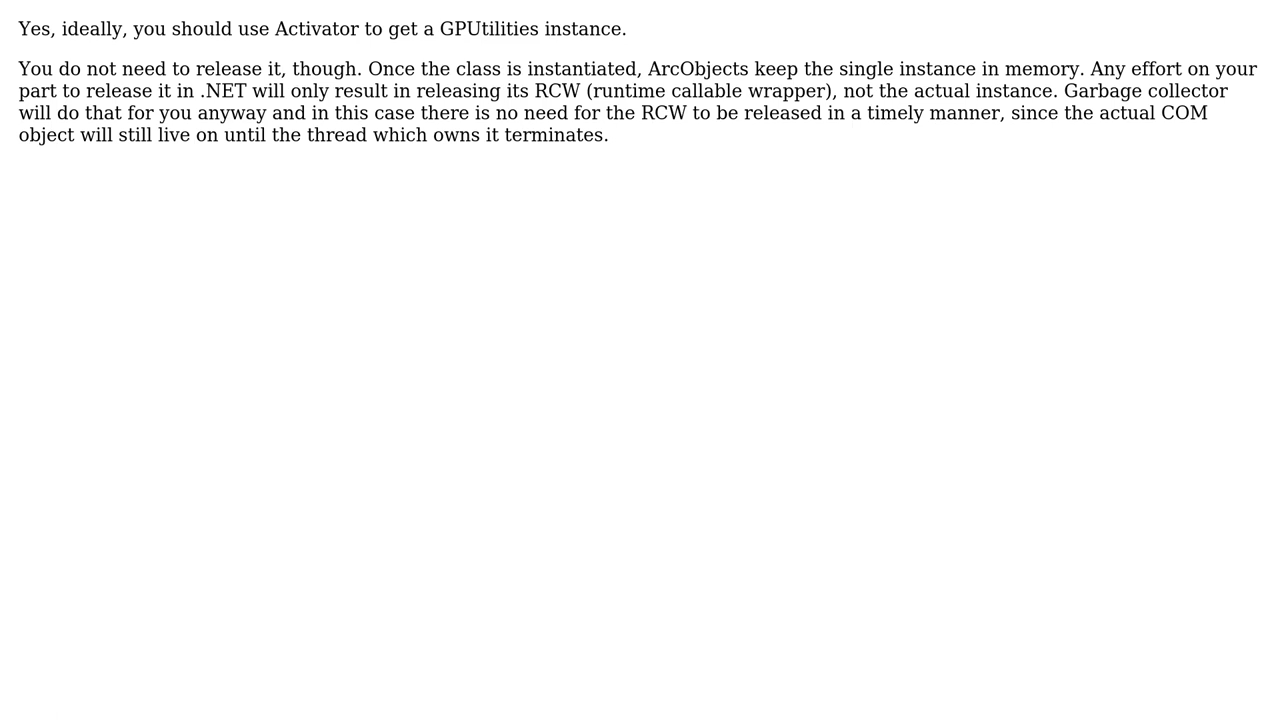 Yes, ideally, you should use Activator to get a GPUtilities instance.
You do not need to release it, though. Once the class is instantiated, ArcObjects keep the single instance in memory. Any effort on your
part to release it in .NET will only result in releasing its RCW (runtime callable wrapper), not the actual instance. Garbage collector
will do that for you anyway and in this case there is no need for the RCW to be released in a timely manner, since the actual COM
object will still live on until the thread which owns it terminates.